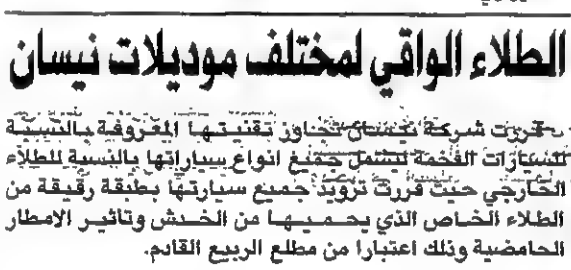 الطلاء الواقي لمختلف موديلات نيسان
قررت شركة نيسان تجاوز تقنيتها المعروفة بالنسبة
للسيارات الفخمة لتشمل جميع انواع سياراتها بالنسبة للطلاء
الخارجي حيث قررت تزويد جميع سيارتها بطبقة رقيقة من
الطلاء الخاص الذي يحميها من الخدش وتاثير الامطار
الحامضية وذلك اعتبارا من مطلع الربيع القادم.